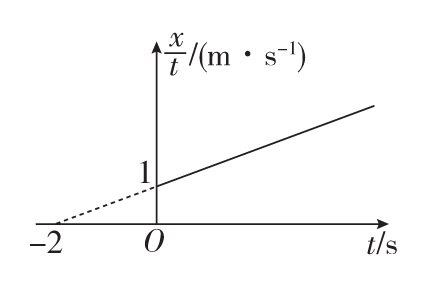 x/t/(m · s⁻¹)
1
–2
O
t/s